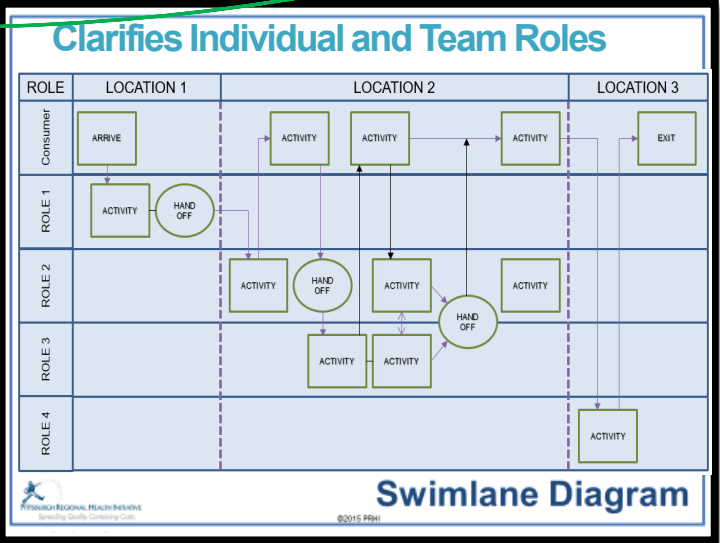 Clarifies Individual and Team Roles
ROLE
LOCATION 1
LOCATION 2
LOCATION 3
Consumer
ARRIVE
ACTIVITY
ACTIVITY
ACTIVITY
EXIT
ROLE 1
ACTIVITY
HAND
OFF
ROLE 2
ACTIVITY
HAND
OFF
ACTIVITY
HAND
OFF
ACTIVITY
ROLE 3
ACTIVITY
ACTIVITY
ROLE 4
ACTIVITY
PITTSBURGH REGIONAL HEALTH INITIATIVE
Spreading Quality, Containing Costs.
Swimlane Diagram
©2015 PRHI